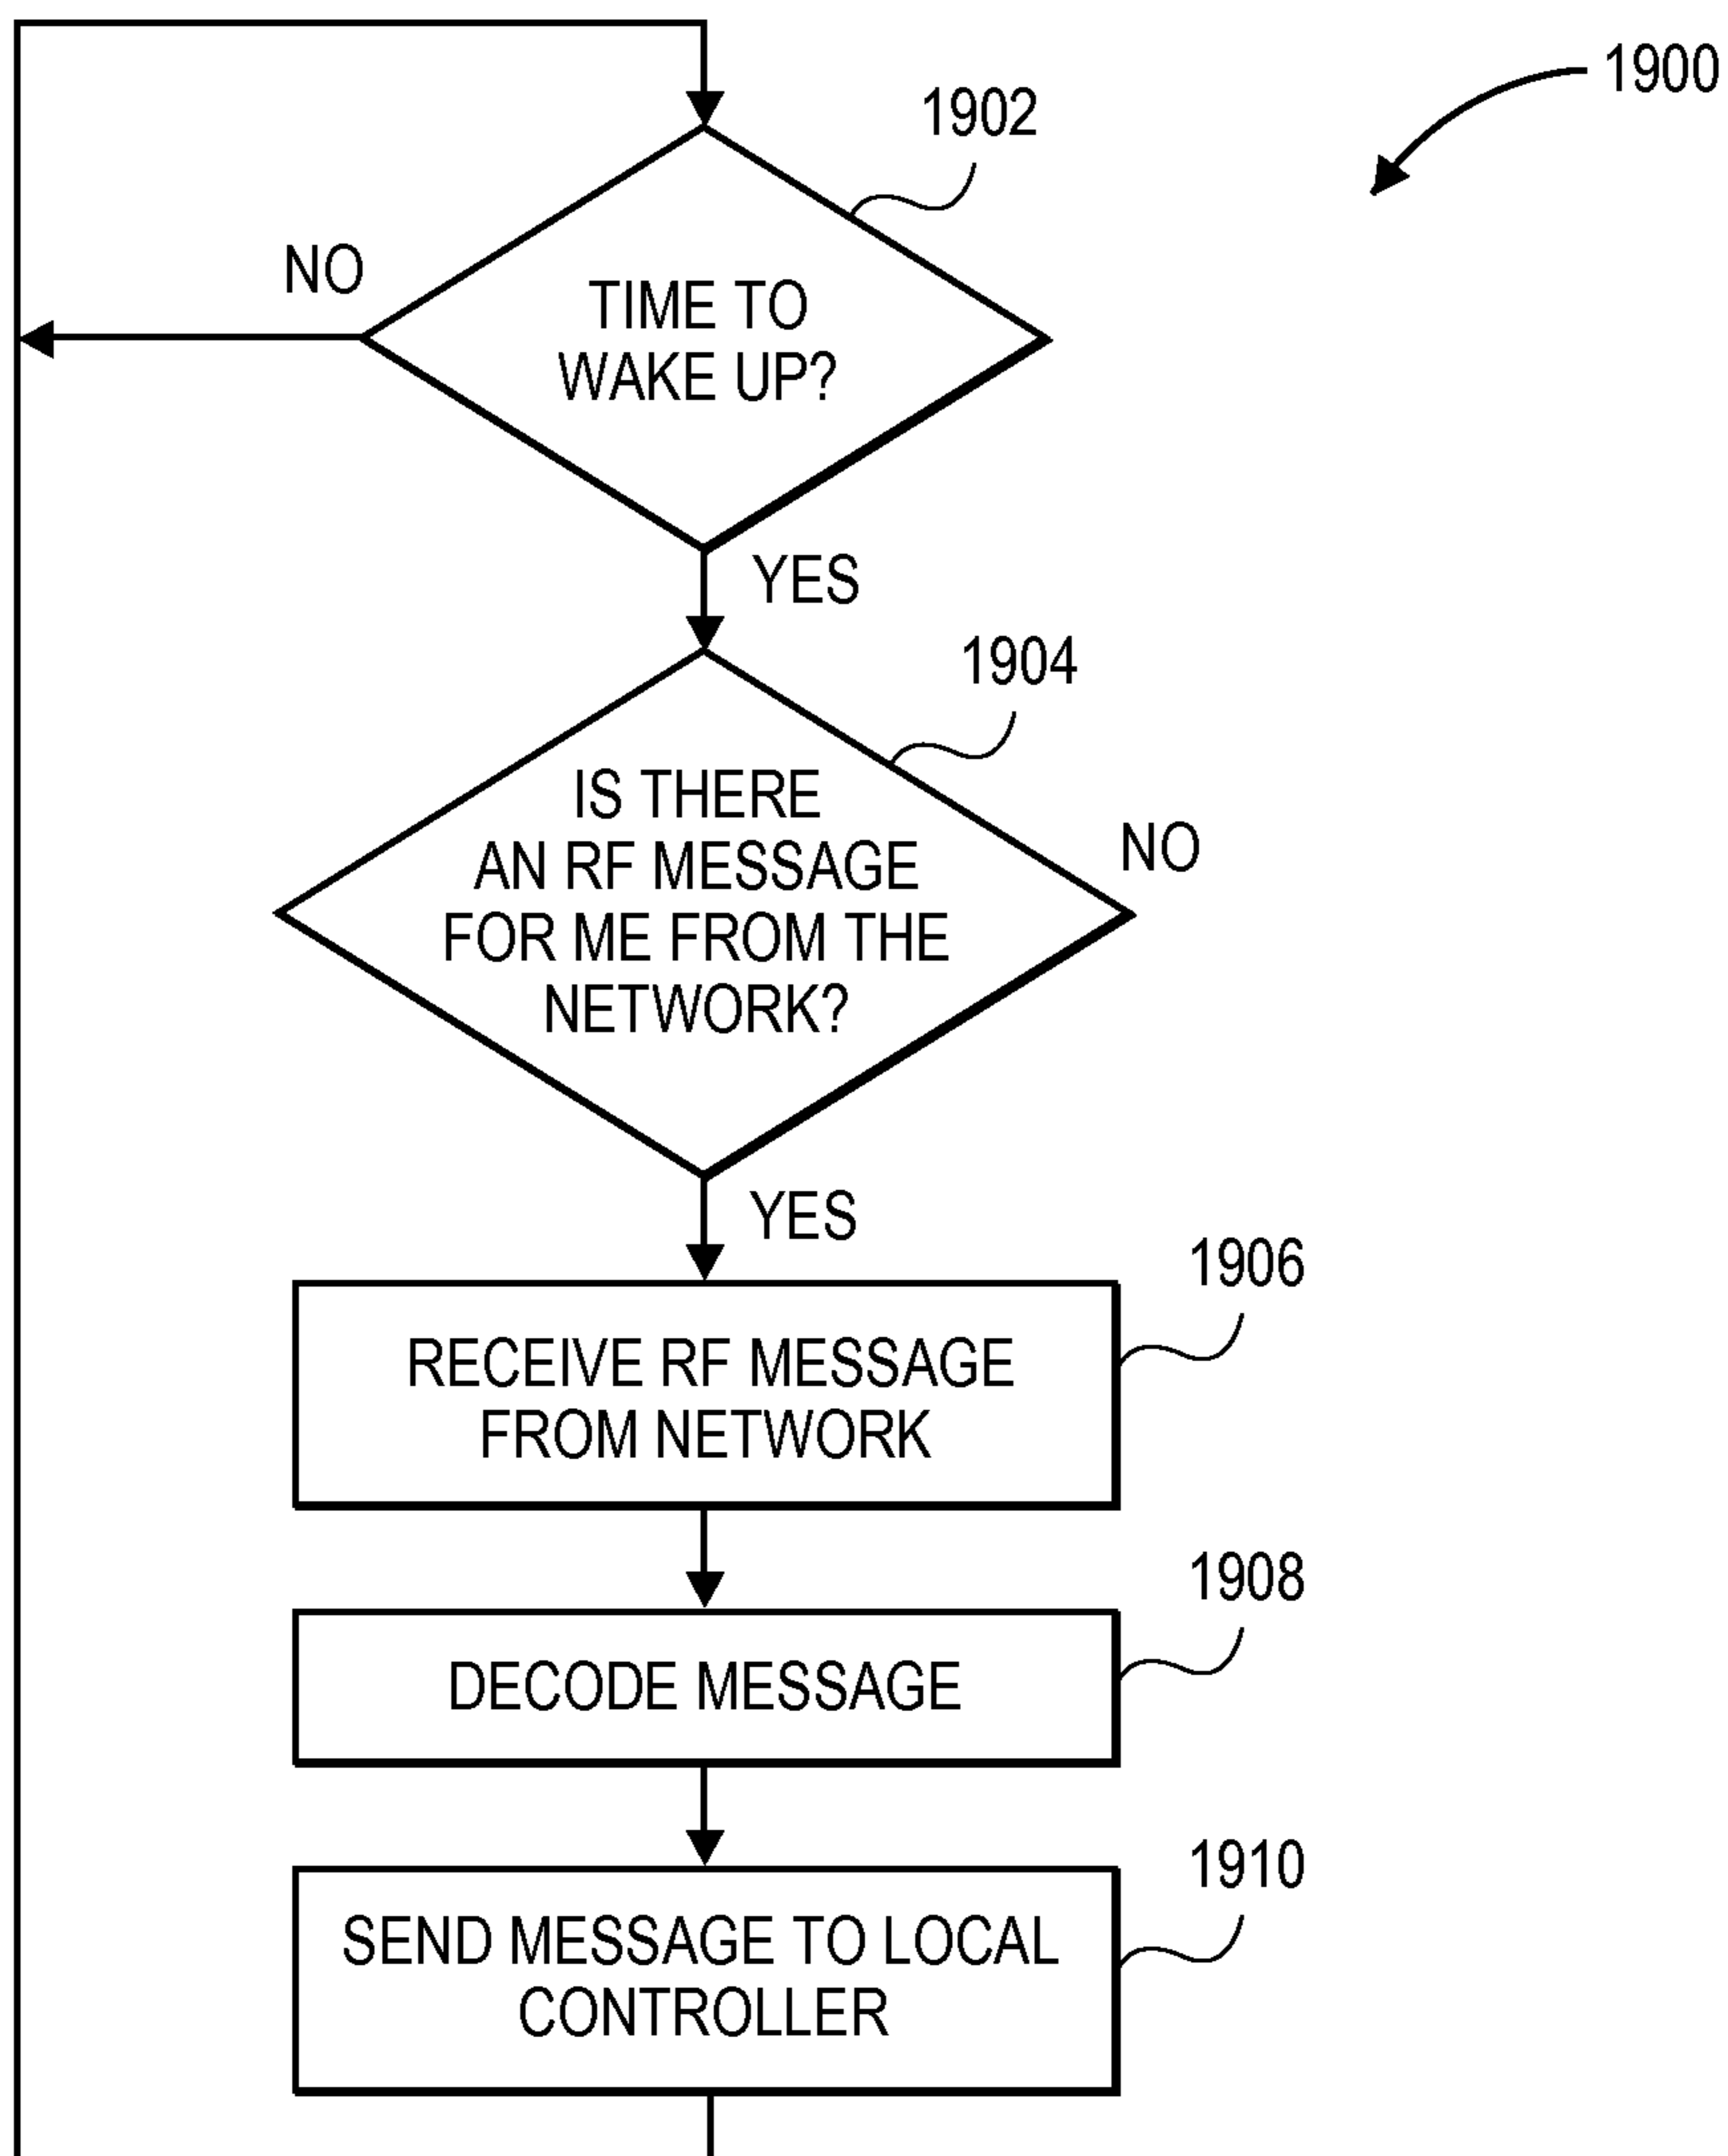 1900
1902
NO
TIME TO
WAKE UP?
YES
1904
IS THERE
AN RF MESSAGE
FOR ME FROM THE
NETWORK?
NO
YES
1906
RECEIVE RF MESSAGE
FROM NETWORK
1908
DECODE MESSAGE
1910
SEND MESSAGE TO LOCAL
CONTROLLER